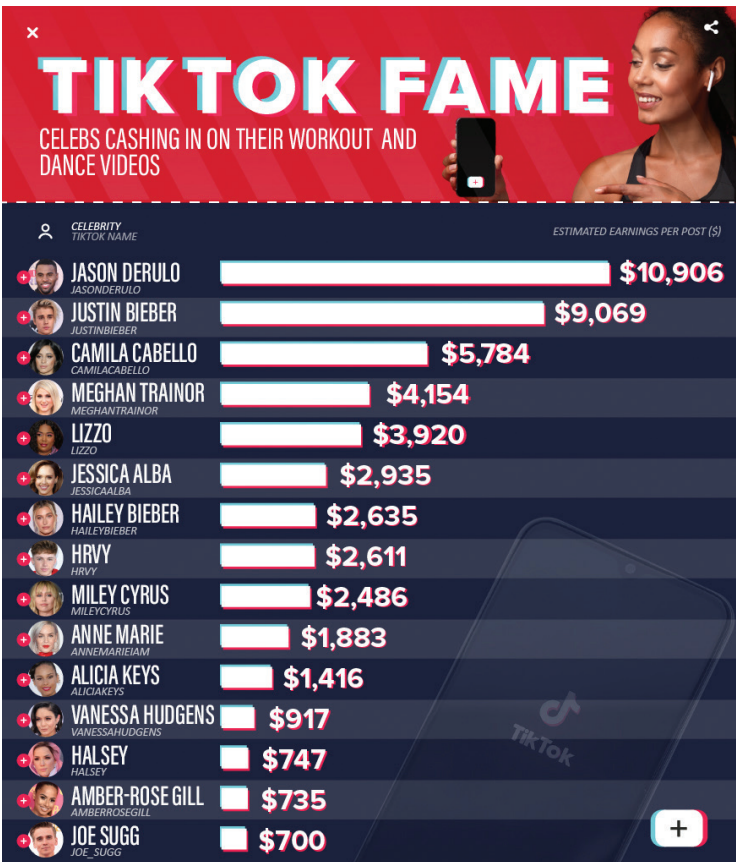 TIKTOK FAME
CELEBS CASHING IN ON THEIR WORKOUT AND
DANCE VIDEOS
CELEBRITY
TIKTOK NAME
ESTIMATED EARNINGS PER POST ($)
JASON DERULO $10,906
JASONDERULO
JUSTIN BIEBER $9,069
JUSTINBIEBER
CAMILA CABELLO $5,784
CAMILACABELLO
MEGHAN TRAINOR $4,154
MEGHANTRAINOR
LIZZO $3,920
LIZZO
JESSICA ALBA $2,935
JESSICAALBA
HAILEY BIEBER $2,635
HAILEYBIEBER
HRVY $2,611
HRVY
MILEY CYRUS $2,486
MILEYCYRUS
ANNE MARIE $1,883
ANNEMARIEIAM
ALICIA KEYS $1,416
ALICIAKEYS
VANESSA HUDGENS $917
VANESSAHUDGENS
TikTok
HALSEY $747
HALSEY
AMBER-ROSE GILL $735
AMBERROSEGILL
JOE SUGG $700
JOE_SUGG